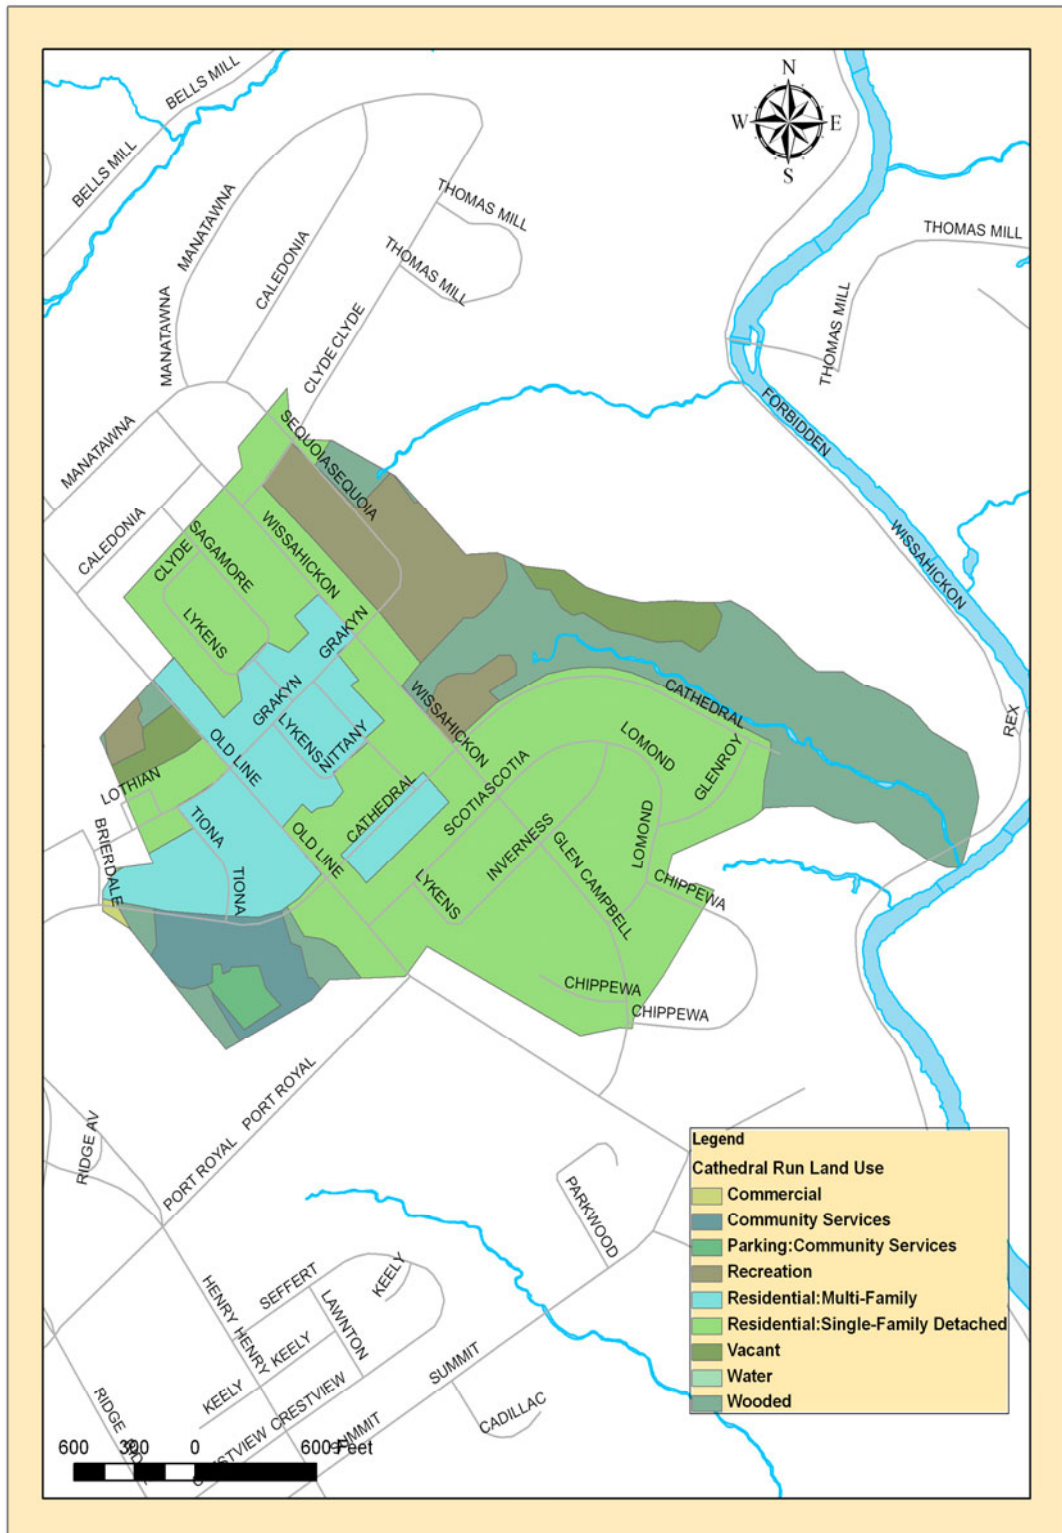 BELLS MILL
BELLS MILL
N
W
E
S
THOMAS MILL
THOMAS MILL
THOMAS MILL
THOMAS MILL
MANATAWNA
CALEDONIA
MANATAWNA
CLYDE CLYDE
FORBIDDEN
MANATAWNA
SEQUOIASEQUOIA
CALEDONIA
CLYDE
SAGAMORE
WISSAHICKON
WISSAHICKON
LYKENS
GRAKYN
GRAKYN
CATHEDRAL
WISSAHICKON
REX
OLD LINE
LYKENS
NITTANY
LOMOND
GLENROY
LOTHIAN
SCOTIASCOTIA
CATHEDRAL
TIONA
OLD LINE
INVERNESS
LOMOND
GLEN CAMPBELL
BRIERDALE
TIONA
LYKENS
CHIPPEWA
CHIPPEWA
CHIPPEWA
PORT ROYAL
PORT ROYAL
RIDGE AV
PARKWOOD
Legend
Cathedral Run Land Use
Commercial
Community Services
Parking:Community Services
Recreation
Residential:Multi-Family
Residential:Single-Family Detached
Vacant
Water
Wooded
SEFFERT
KEELY
HENRY
HENRY
LAWNTON
KEELY
KEELY
CRESTVIEW
SUMMIT
CADILLAC
RIDGE
SUMMIT
600 300 0 600 Feet